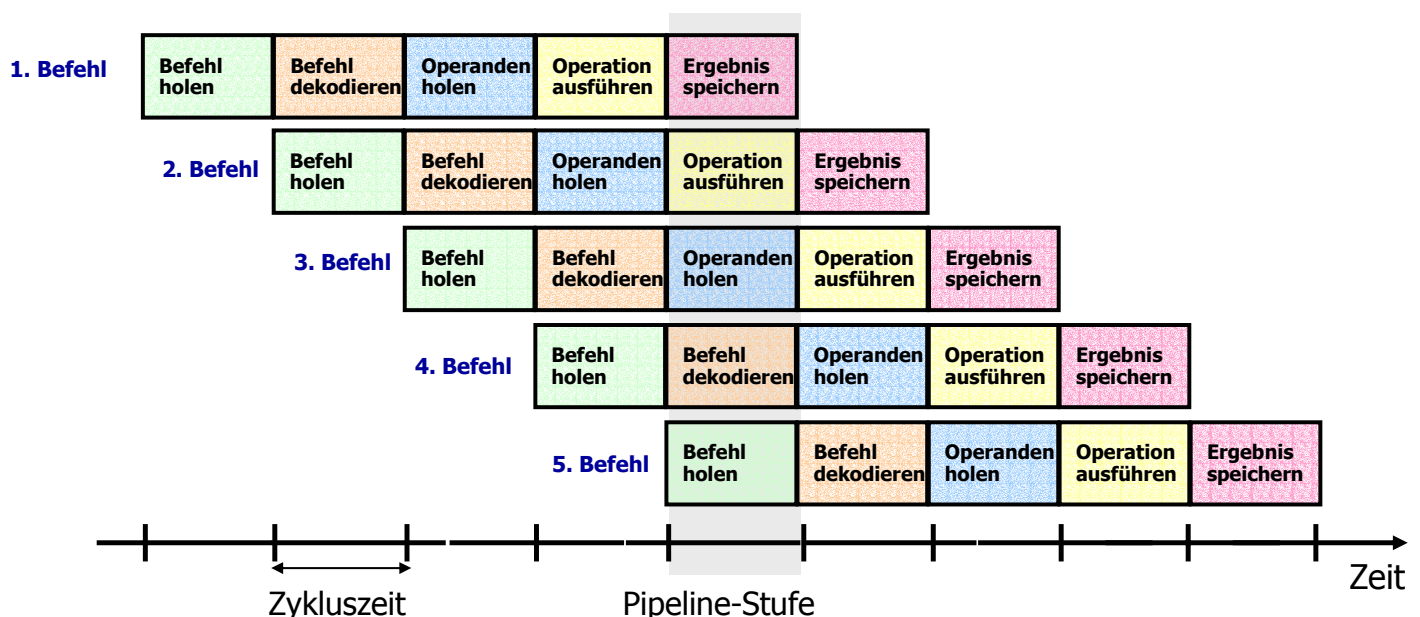 1. Befehl
Befehl
holen
Befehl
dekodieren
Operanden
holen
Operation
ausführen
Ergebnis
speichern
2. Befehl
Befehl
holen
Befehl
dekodieren
Operanden
holen
Operation
ausführen
Ergebnis
speichern
3. Befehl
Befehl
holen
Befehl
dekodieren
Operanden
holen
Operation
ausführen
Ergebnis
speichern
4. Befehl
Befehl
holen
Befehl
dekodieren
Operanden
holen
Operation
ausführen
Ergebnis
speichern
5. Befehl
Befehl
holen
Befehl
dekodieren
Operanden
holen
Operation
ausführen
Ergebnis
speichern
Zeit
Zykluszeit
Pipeline-Stufe